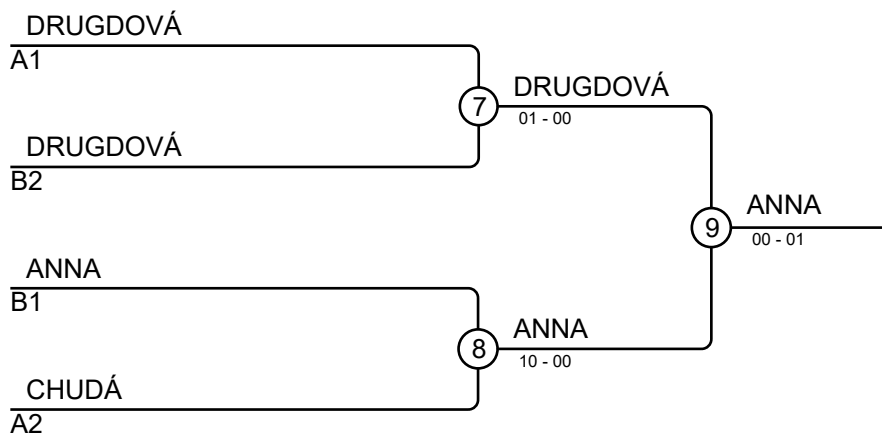 DRUGDOVÁ
A1
7
DRUGDOVÁ
01 - 00
DRUGDOVÁ
B2
9
ANNA
00 - 01
ANNA
B1
8
ANNA
10 - 00
CHUDÁ
A2